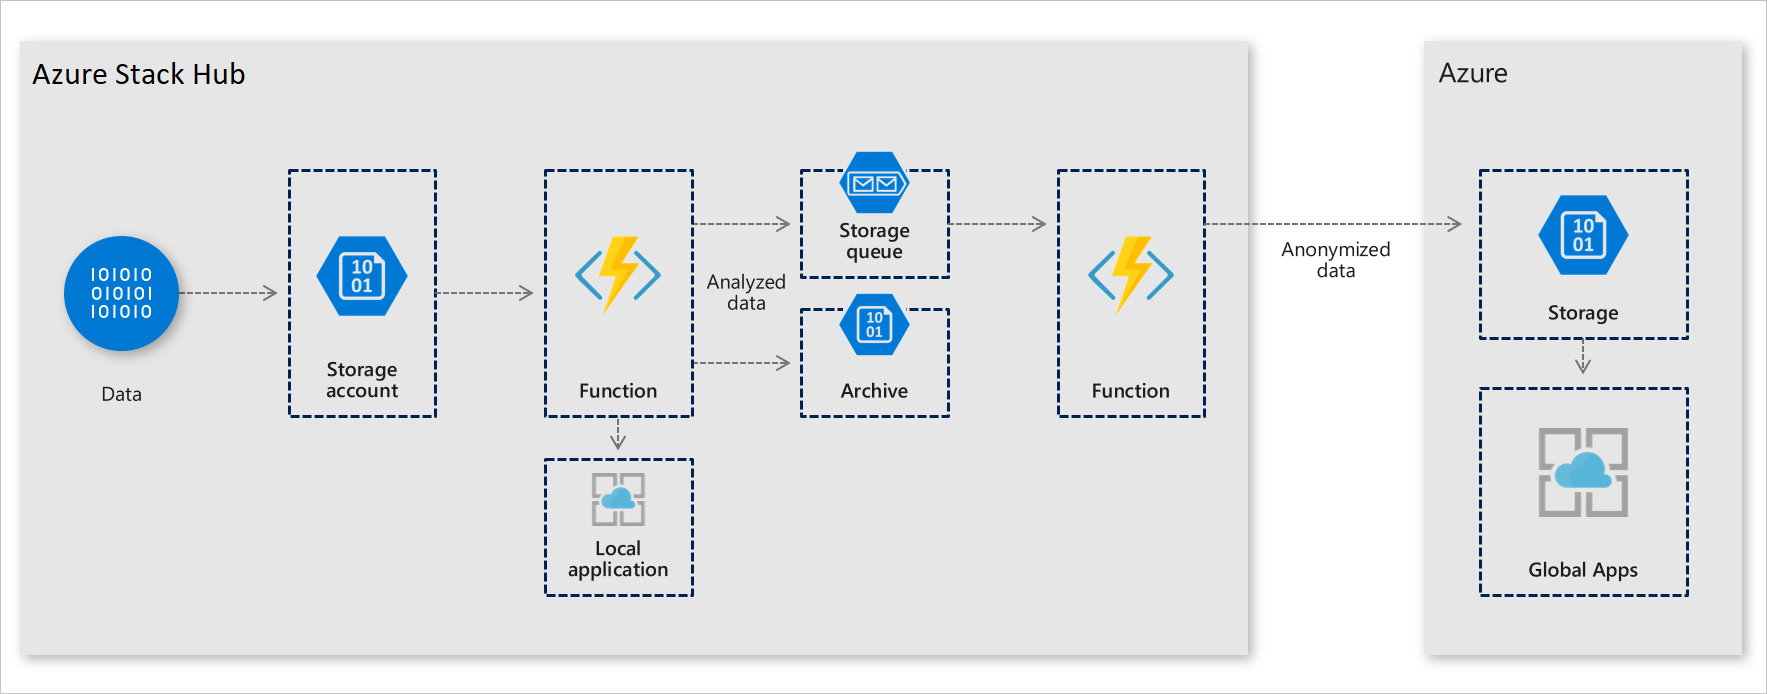 Azure Stack Hub
Azure
101010
010101
101010
Data
10
01
Storage
account
Function
Local
application
Analyzed
data
Storage
queue
10
01
Archive
Function
Anonymized
data
10
01
Storage
Global Apps